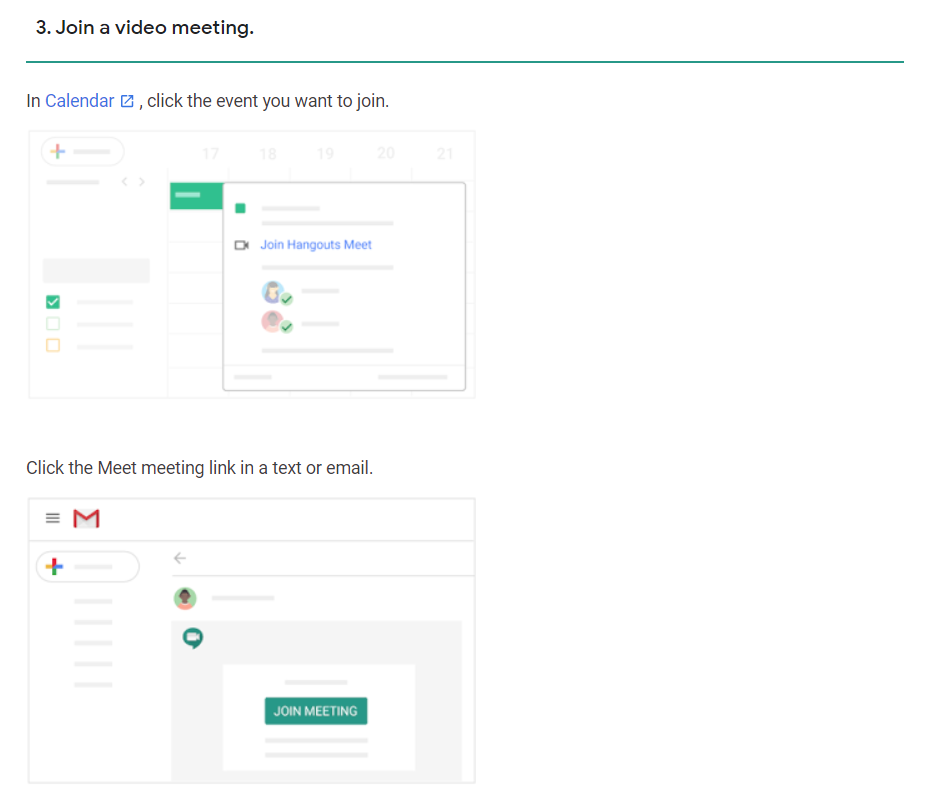 3. Join a video meeting.
In Calendar , click the event you want to join.
17 18 19 20 21
Join Hangouts Meet
Click the Meet meeting link in a text or email.
JOIN MEETING